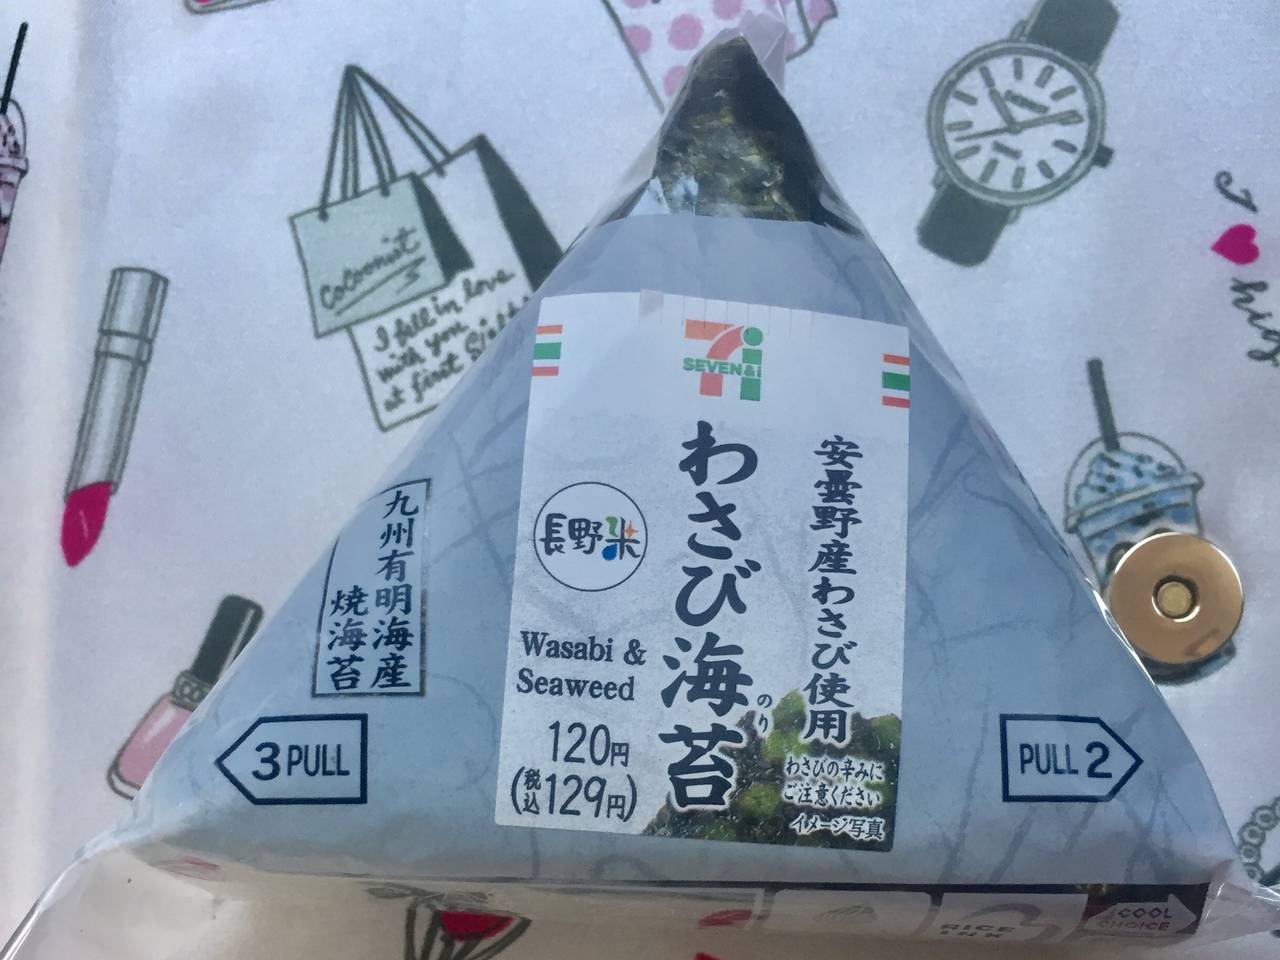 SEVEN&i
安曇野産わさび使用
わさび海苔
のり
長野米
Wasabi &
Seaweed
120円
(税込129円)
わさびの辛みに
ご注意ください
イメージ写真
九州有明海産
焼海苔
3 PULL
PULL 2
RICE
INK
COOL
CHOICE
Cocoonist
I fell in love
with you
at first
I